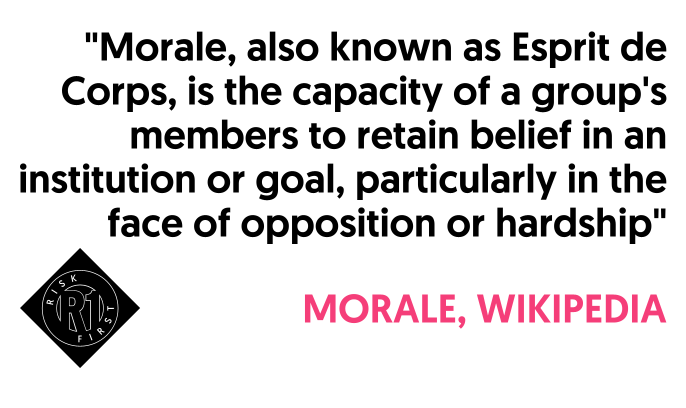 "Morale, also known as Esprit de
Corps, is the capacity of a group's
members to retain belief in an
institution or goal, particularly in the
face of opposition or hardship"
MORALE, WIKIPEDIA
RISK
R1
FIRST